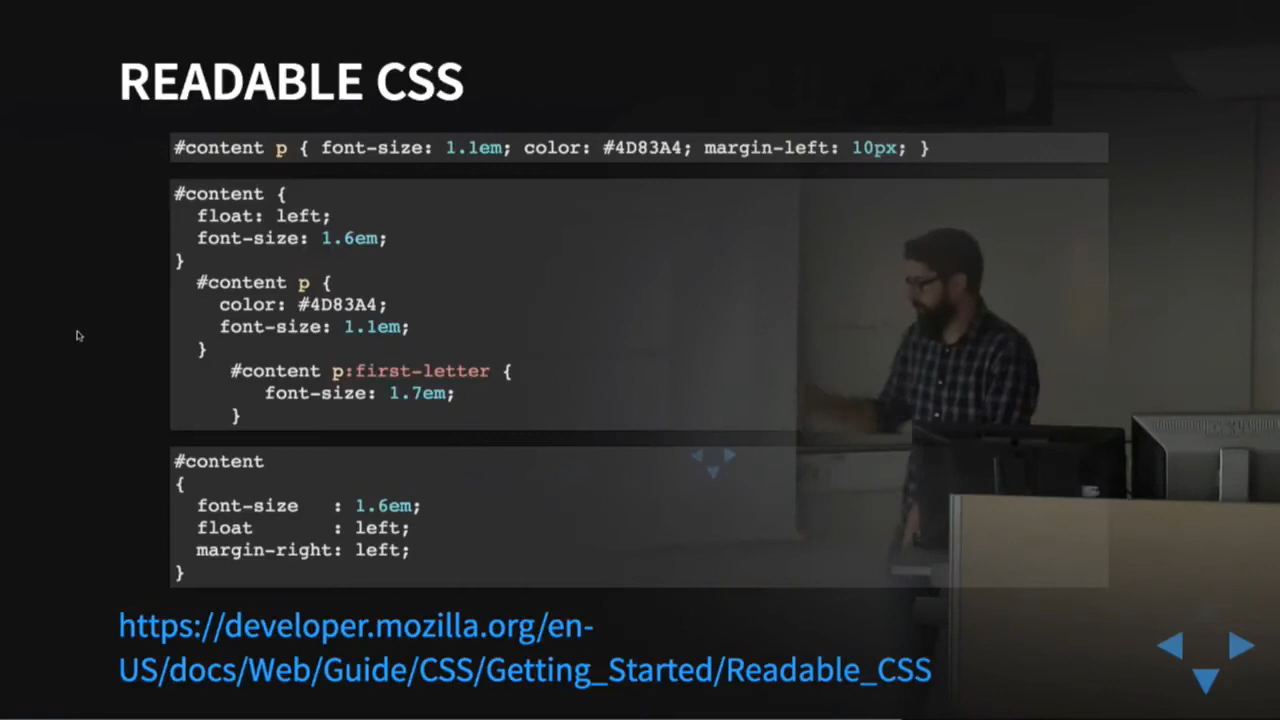 READABLE CSS
#content p { font-size: 1.1em; color: #4D83A4; margin-left: 10px; }
#content {
  float: left;
  font-size: 1.6em;
}
  #content p {
    color: #4D83A4;
    font-size: 1.1em;
  }
     #content p:first-letter {
        font-size: 1.7em;
     }
#content
{
  font-size   : 1.6em;
  float       : left;
  margin-right: left;
}
https://developer.mozilla.org/en-
US/docs/Web/Guide/CSS/Getting_Started/Readable_CSS